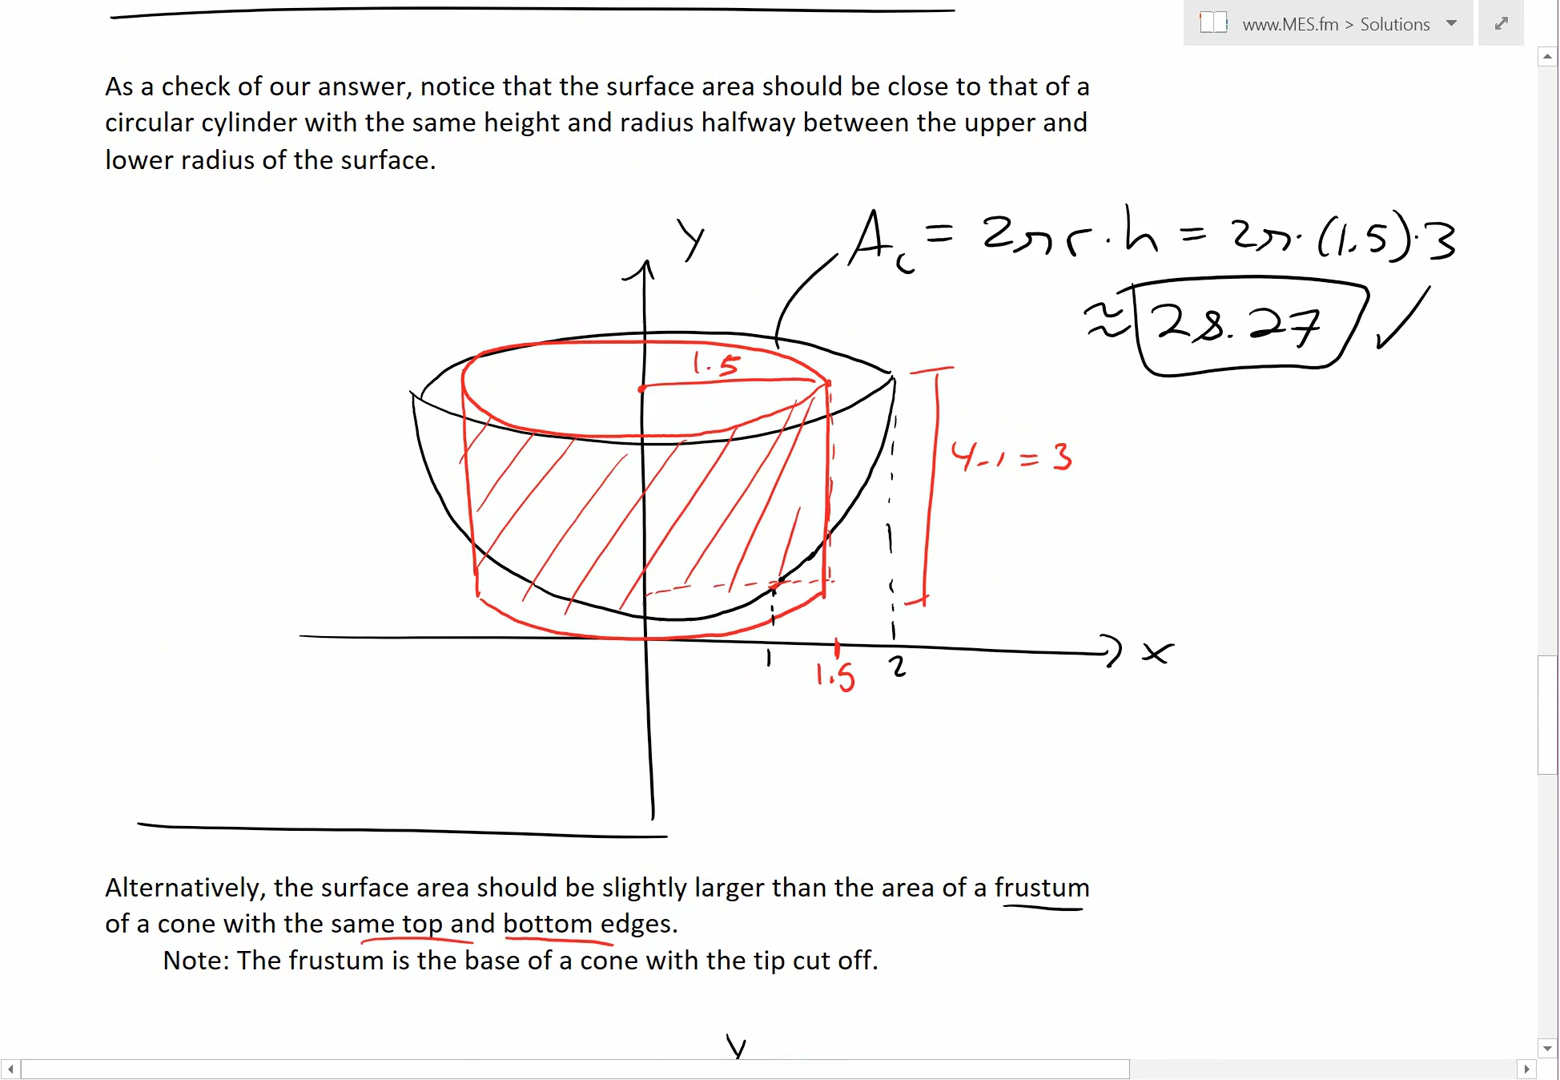 www.MES.fm > Solutions
As a check of our answer, notice that the surface area should be close to that of a
circular cylinder with the same height and radius halfway between the upper and
lower radius of the surface.
y
A_c = 2πr·h = 2π·(1.5)·3
≈ 28.27 ✓
1.5
4-1 = 3
1
1.5
2
x
Alternatively, the surface area should be slightly larger than the area of a frustum
of a cone with the same top and bottom edges.
Note: The frustum is the base of a cone with the tip cut off.
y